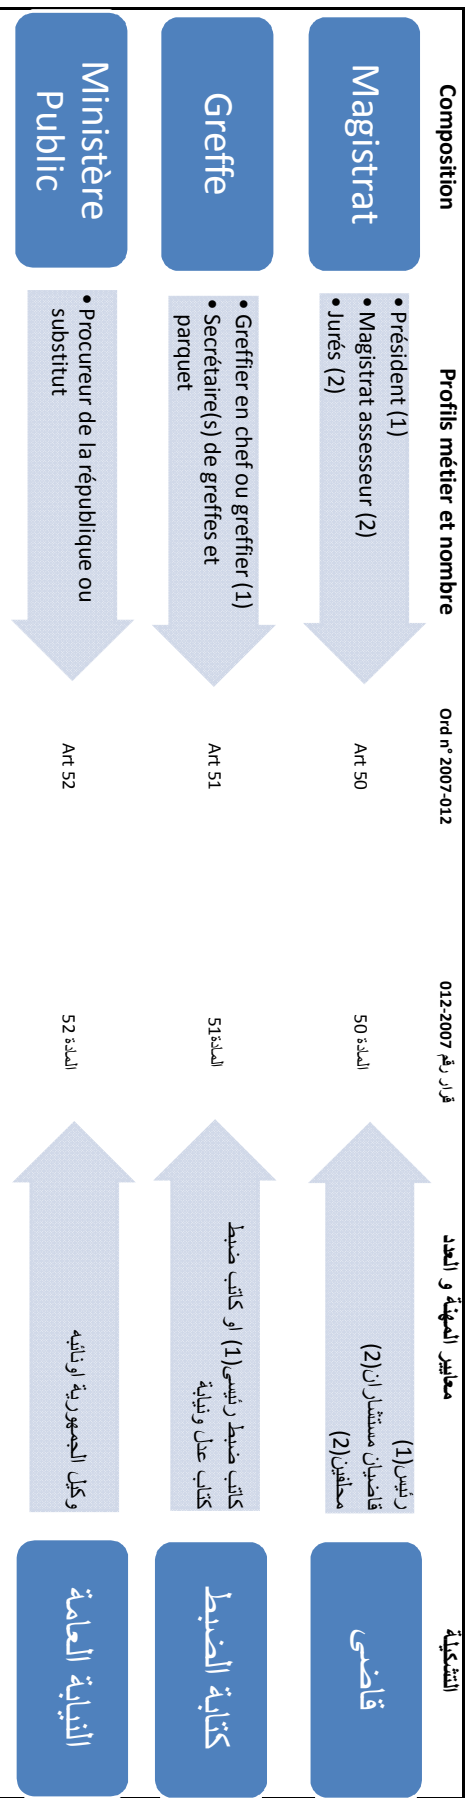 Composition
Profils métier et nombre
Ord n° 2007-012
قرار رقم 2007-012
معايير المهنة و العدد
التشكيلة
Magistrat
• Président (1)
• Magistrat assesseur (2)
• Jurés (2)
Art 50
المادة 50
رئيس(1)
قاضيان مستشاران(2)
محلفين(2)
قاضى
Greffe
• Greffier en chef ou greffier (1)
• Secrétaire(s) de greffes et
parquet
Art 51
المادة51
كاتب ضبط رئيسى(1) او كاتب ضبط
كتاب عدل ونيابة
كتابة الضبط
Ministère
Public
• Procureur de la république ou
substitut
Art 52
المادة 52
وكيل الجمهورية اونائبه
النيابة العامة